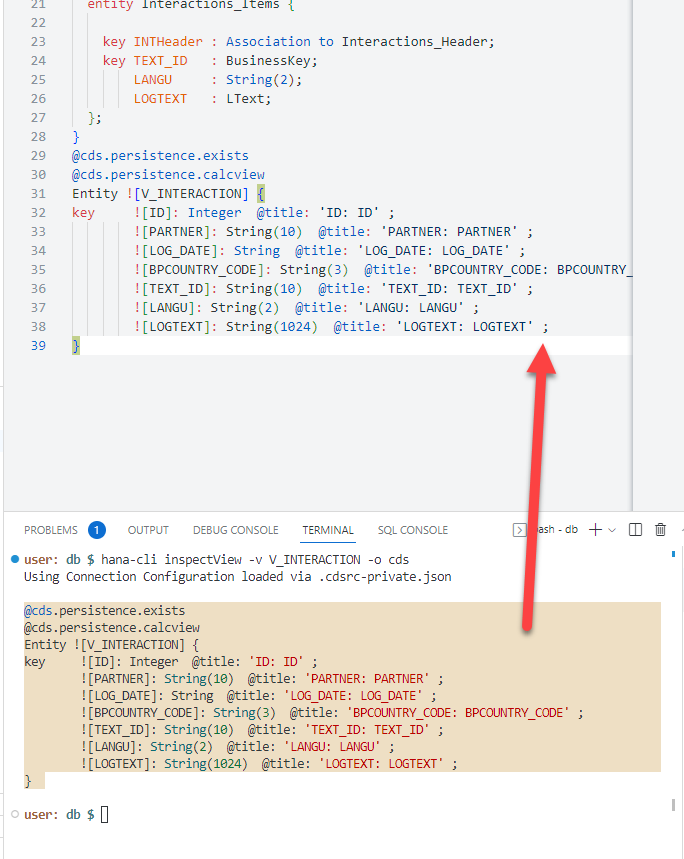 21 entity Interactions_Items {
22
23 key INTHeader : Association to Interactions_Header;
24 key TEXT_ID : BusinessKey;
25 LANGU : String(2);
26 LOGTEXT : LText;
27 };
28 }
29 @cds.persistence.exists
30 @cds.persistence.calcview
31 Entity ![V_INTERACTION] {
32 key ![ID]: Integer @title: 'ID: ID' ;
33 ![PARTNER]: String(10) @title: 'PARTNER: PARTNER' ;
34 ![LOG_DATE]: String @title: 'LOG_DATE: LOG_DATE' ;
35 ![BPCOUNTRY_CODE]: String(3) @title: 'BPCOUNTRY_CODE: BPCOUNTRY_
36 ![TEXT_ID]: String(10) @title: 'TEXT_ID: TEXT_ID' ;
37 ![LANGU]: String(2) @title: 'LANGU: LANGU' ;
38 ![LOGTEXT]: String(1024) @title: 'LOGTEXT: LOGTEXT' ;
39 }
PROBLEMS 1 OUTPUT DEBUG CONSOLE TERMINAL SQL CONSOLE bash - db
user: db $ hana-cli inspectView -v V_INTERACTION -o cds
Using Connection Configuration loaded via .cdsrc-private.json
@cds.persistence.exists
@cds.persistence.calcview
Entity ![V_INTERACTION] {
key ![ID]: Integer @title: 'ID: ID' ;
![PARTNER]: String(10) @title: 'PARTNER: PARTNER' ;
![LOG_DATE]: String @title: 'LOG_DATE: LOG_DATE' ;
![BPCOUNTRY_CODE]: String(3) @title: 'BPCOUNTRY_CODE: BPCOUNTRY_CODE' ;
![TEXT_ID]: String(10) @title: 'TEXT_ID: TEXT_ID' ;
![LANGU]: String(2) @title: 'LANGU: LANGU' ;
![LOGTEXT]: String(1024) @title: 'LOGTEXT: LOGTEXT' ;
}
user: db $